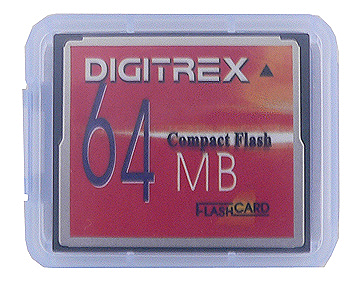 DIGITREX
64
Compact Flash
MB
FLASHCARD